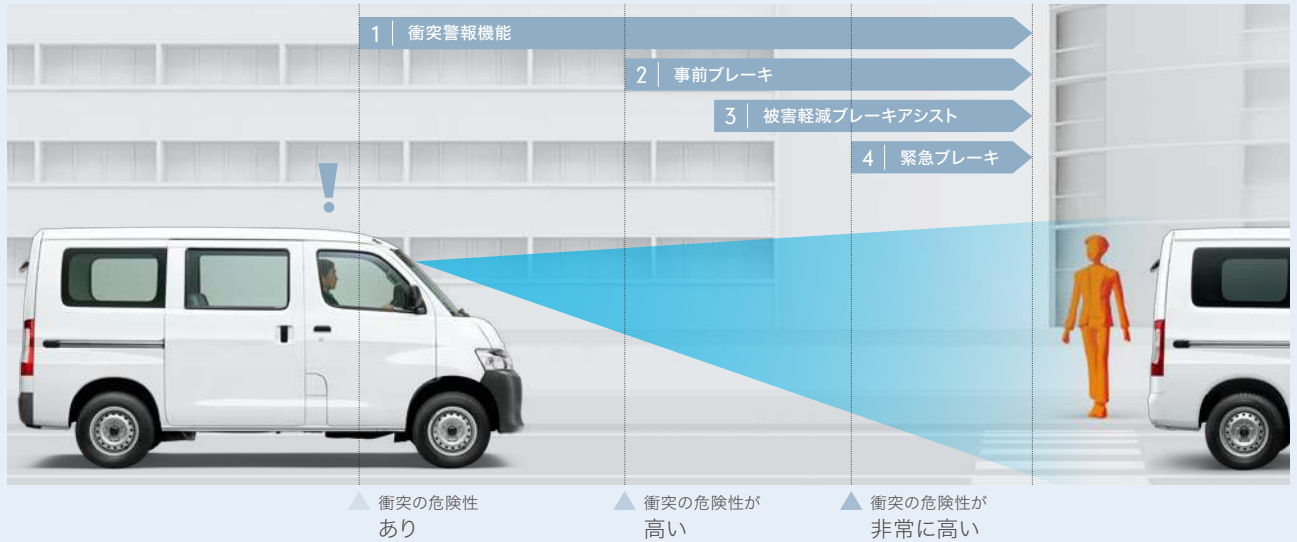 1 衝突警報機能
2 事前ブレーキ
3 被害軽減ブレーキアシスト
4 緊急ブレーキ
!
衝突の危険性
あり
衝突の危険性が
高い
衝突の危険性が
非常に高い